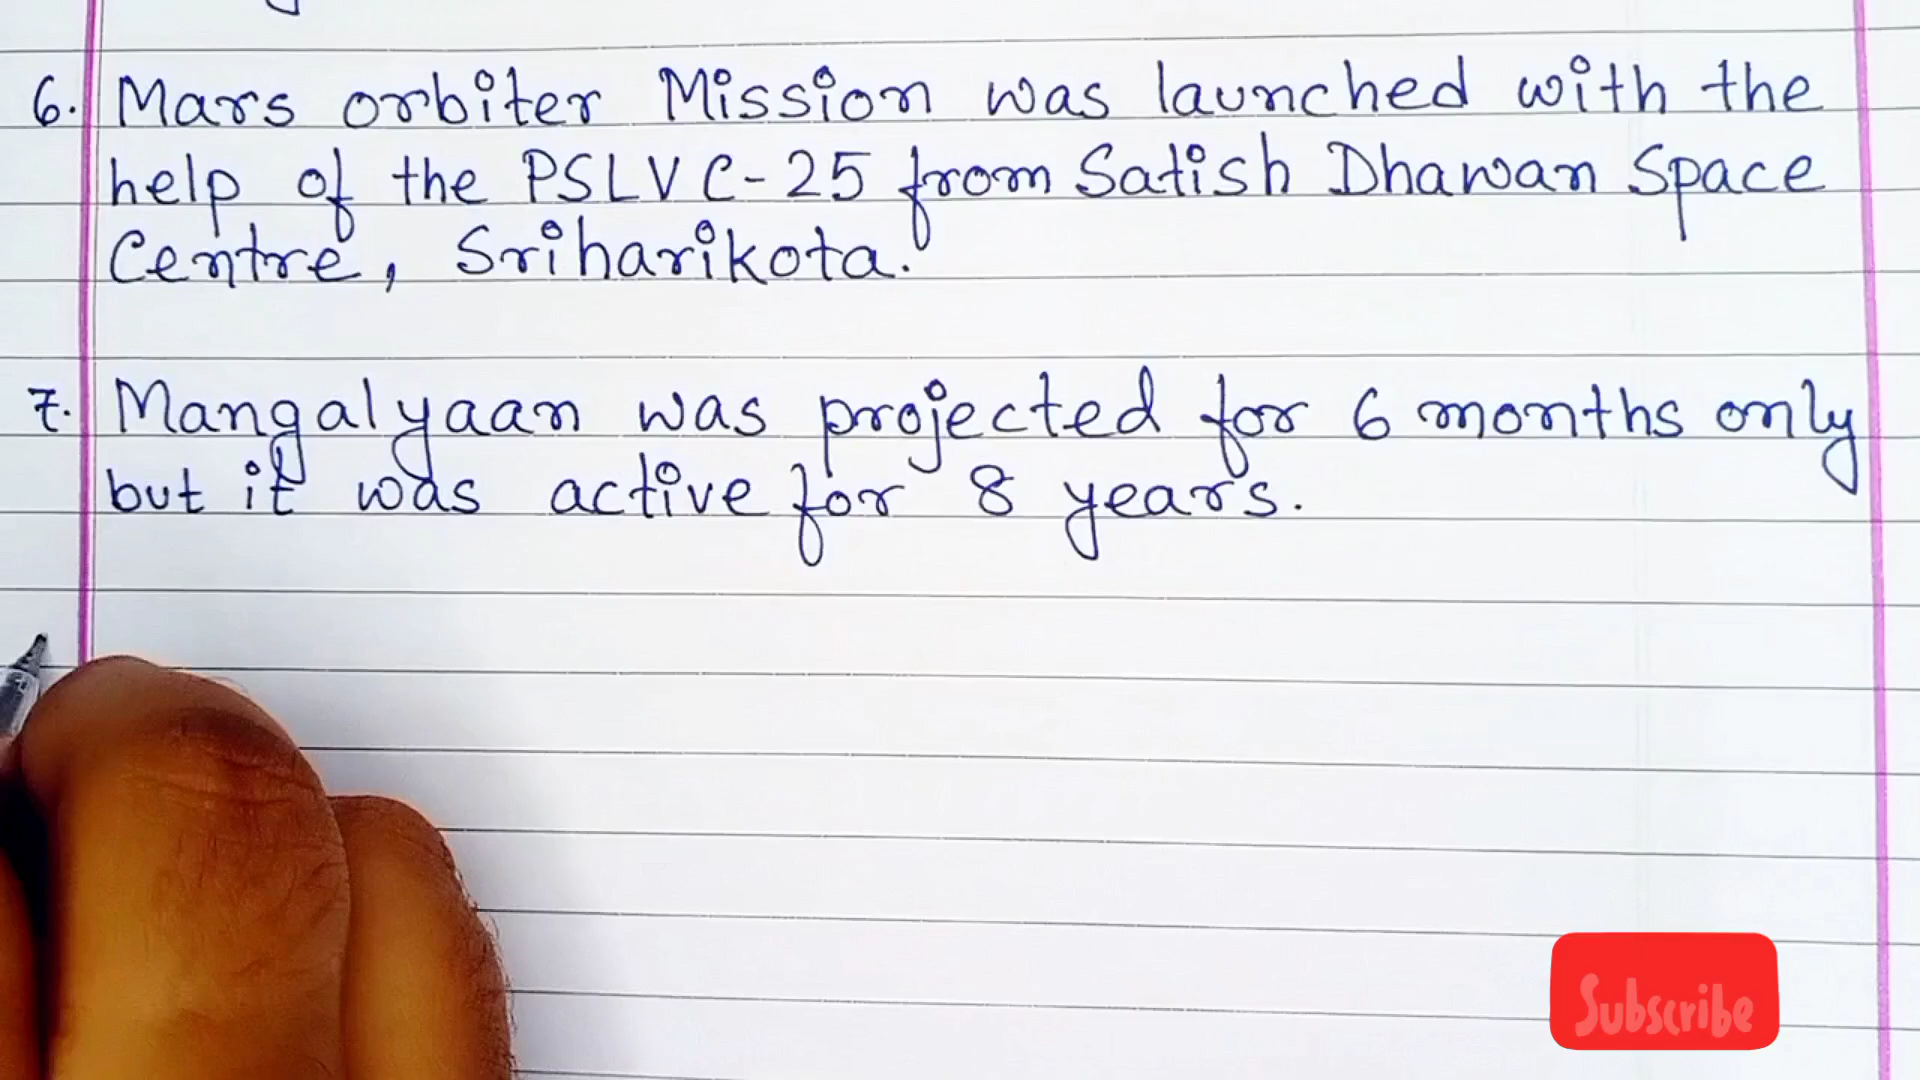 6. Mars orbiter Mission was launched with the
help of the PSLV C-25 from Satish Dhawan Space
Centre, Sriharikota.
7. Mangalyaan was projected for 6 months only
but it was active for 8 years.
Subscribe